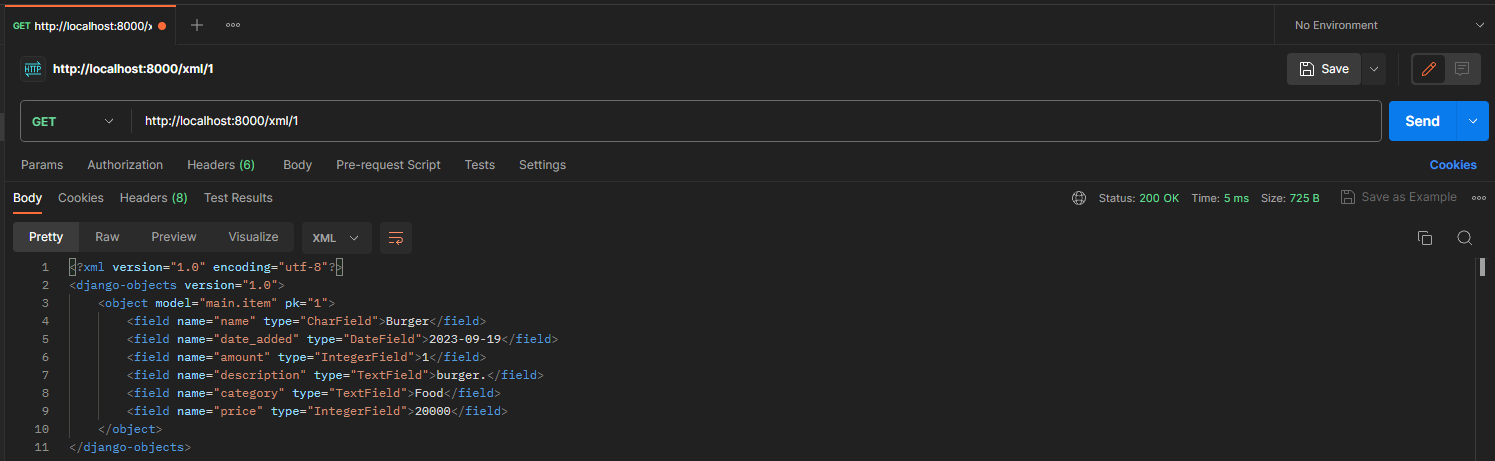 GET http://localhost:8000/x
No Environment
HTTP http://localhost:8000/xml/1
Save
GET http://localhost:8000/xml/1 Send
Params Authorization Headers (6) Body Pre-request Script Tests Settings Cookies
Body Cookies Headers (8) Test Results Status: 200 OK Time: 5 ms Size: 725 B Save as Example
Pretty Raw Preview Visualize XML
1 <?xml version="1.0" encoding="utf-8"?>
2 <django-objects version="1.0">
3 <object model="main.item" pk="1">
4 <field name="name" type="CharField">Burger</field>
5 <field name="date_added" type="DateField">2023-09-19</field>
6 <field name="amount" type="IntegerField">1</field>
7 <field name="description" type="TextField">burger.</field>
8 <field name="category" type="TextField">Food</field>
9 <field name="price" type="IntegerField">20000</field>
10 </object>
11 </django-objects>